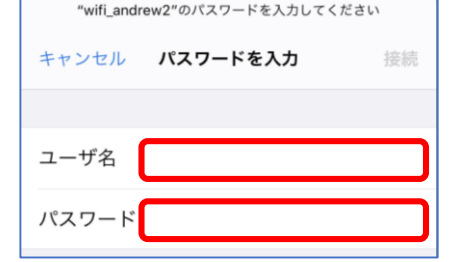 "wifi_andrew2"のパスワードを入力してください
キャンセル パスワードを入力 接続
ユーザ名
パスワード